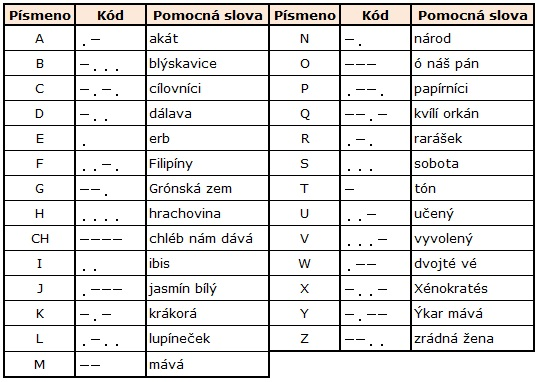 Písmeno Kód Pomocná slova Písmeno Kód Pomocná slova
A . — akát N — . národ
B — . . . blýskavice O — — — ó náš pán
C — . — . cílovníci P . — — . papírníci
D — . . dálava Q — — . — kvílí orkán
E . erb R . — . rarášek
F . . — . Filipíny S . . . sobota
G — — . Grónská zem T — tón
H . . . . hrachovina U . . — učený
CH — — — — chléb nám dává V . . . — vyvolený
I . . ibis W . — — dvojté vé
J . — — — jasmín bílý X — . . — Xénokratés
K — . — krákorá Y — . — — Ýkar mává
L . — . . lupíneček Z — — . . zrádná žena
M — — mává